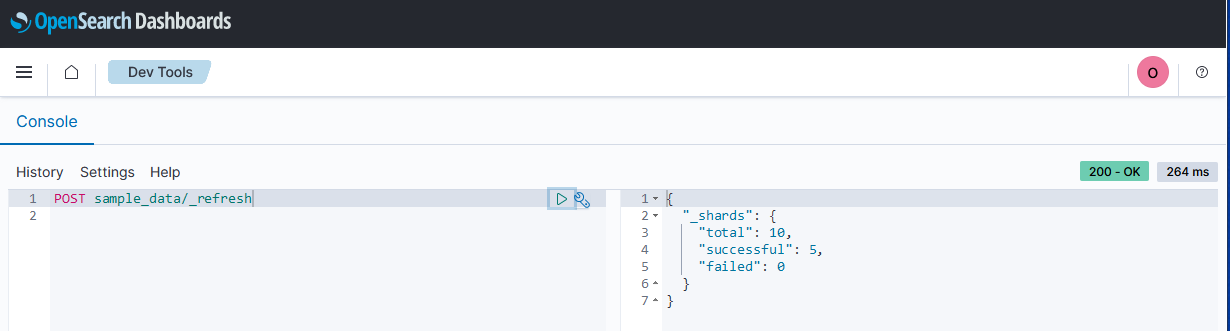 OpenSearch Dashboards
Dev Tools
O
Console
History Settings Help
200 - OK 264 ms
1 POST sample_data/_refresh
2
1 {
2 "_shards": {
3 "total": 10,
4 "successful": 5,
5 "failed": 0
6 }
7 }